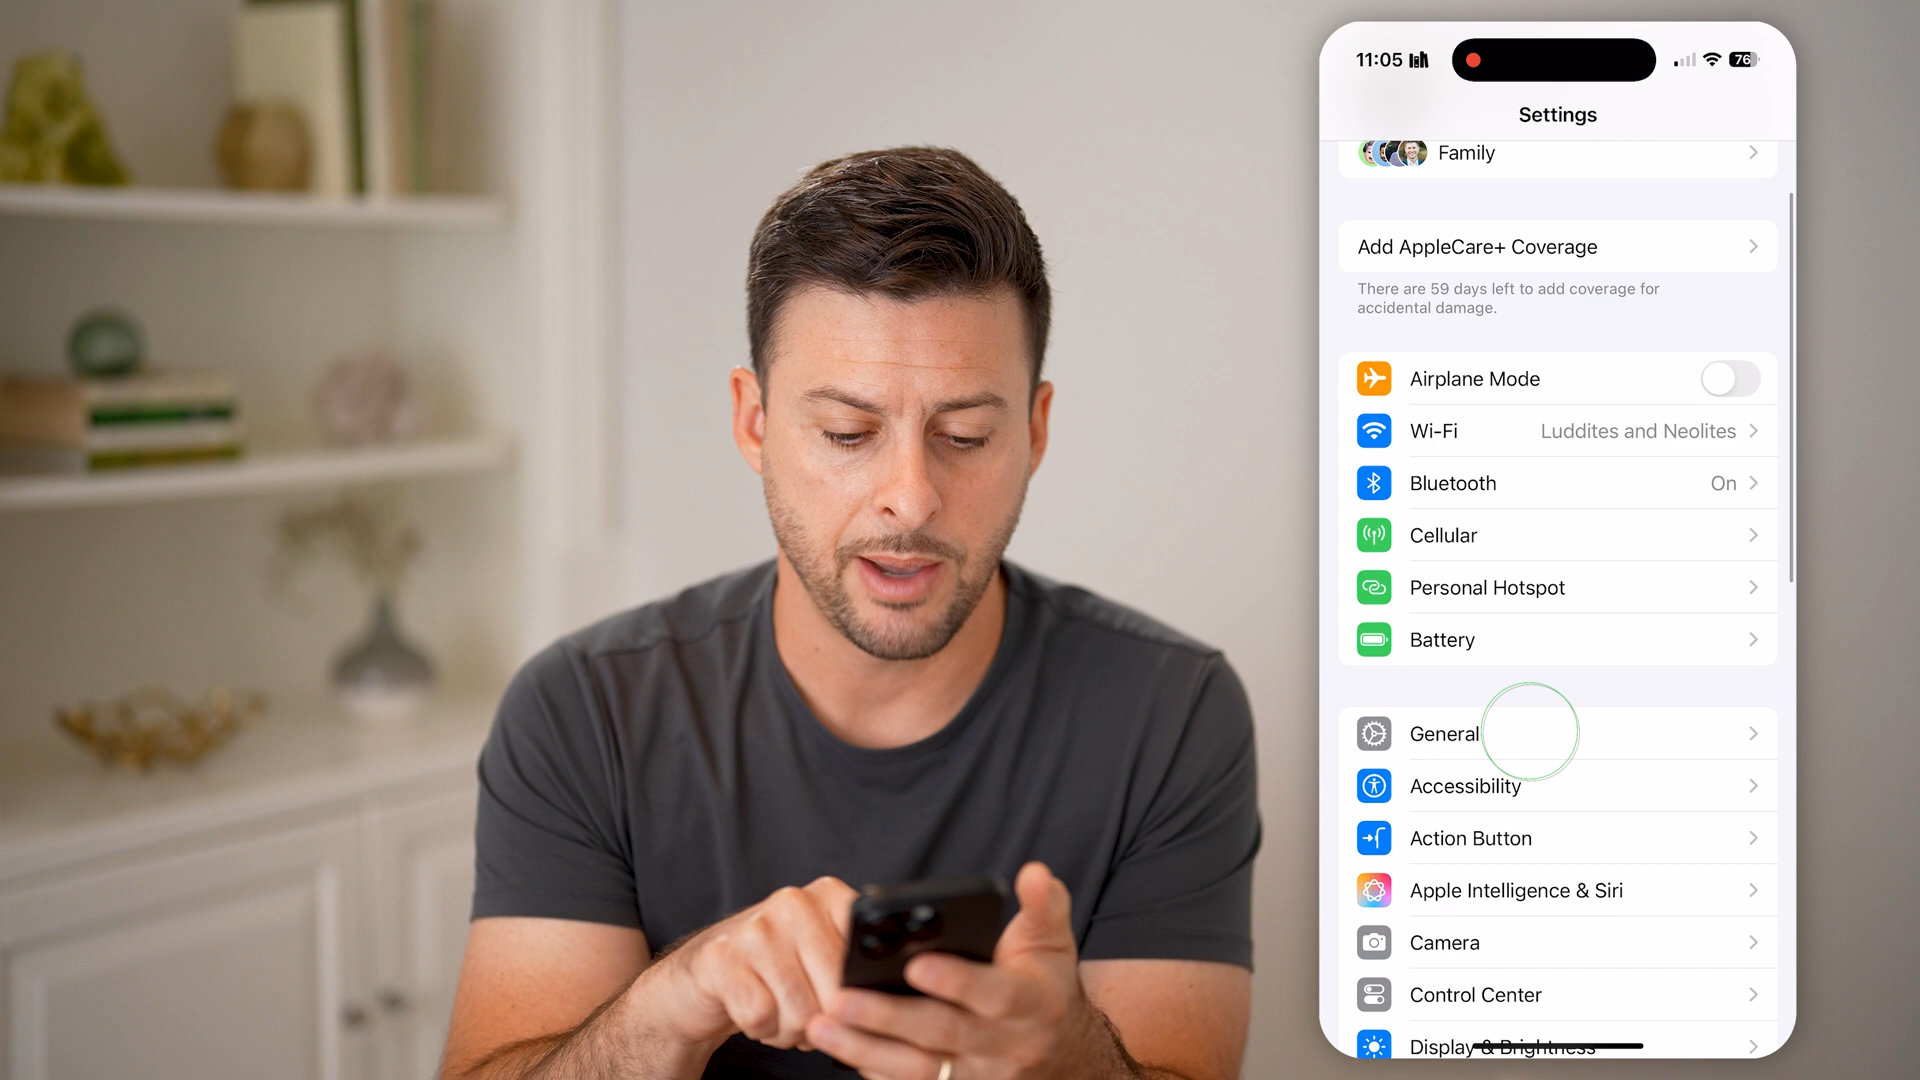 11:05
76
Settings
Family
Add AppleCare+ Coverage
There are 59 days left to add coverage for
accidental damage.
Airplane Mode
Wi-Fi Luddites and Neolites
Bluetooth On
Cellular
Personal Hotspot
Battery
General
Accessibility
Action Button
Apple Intelligence & Siri
Camera
Control Center
Display & Brightness